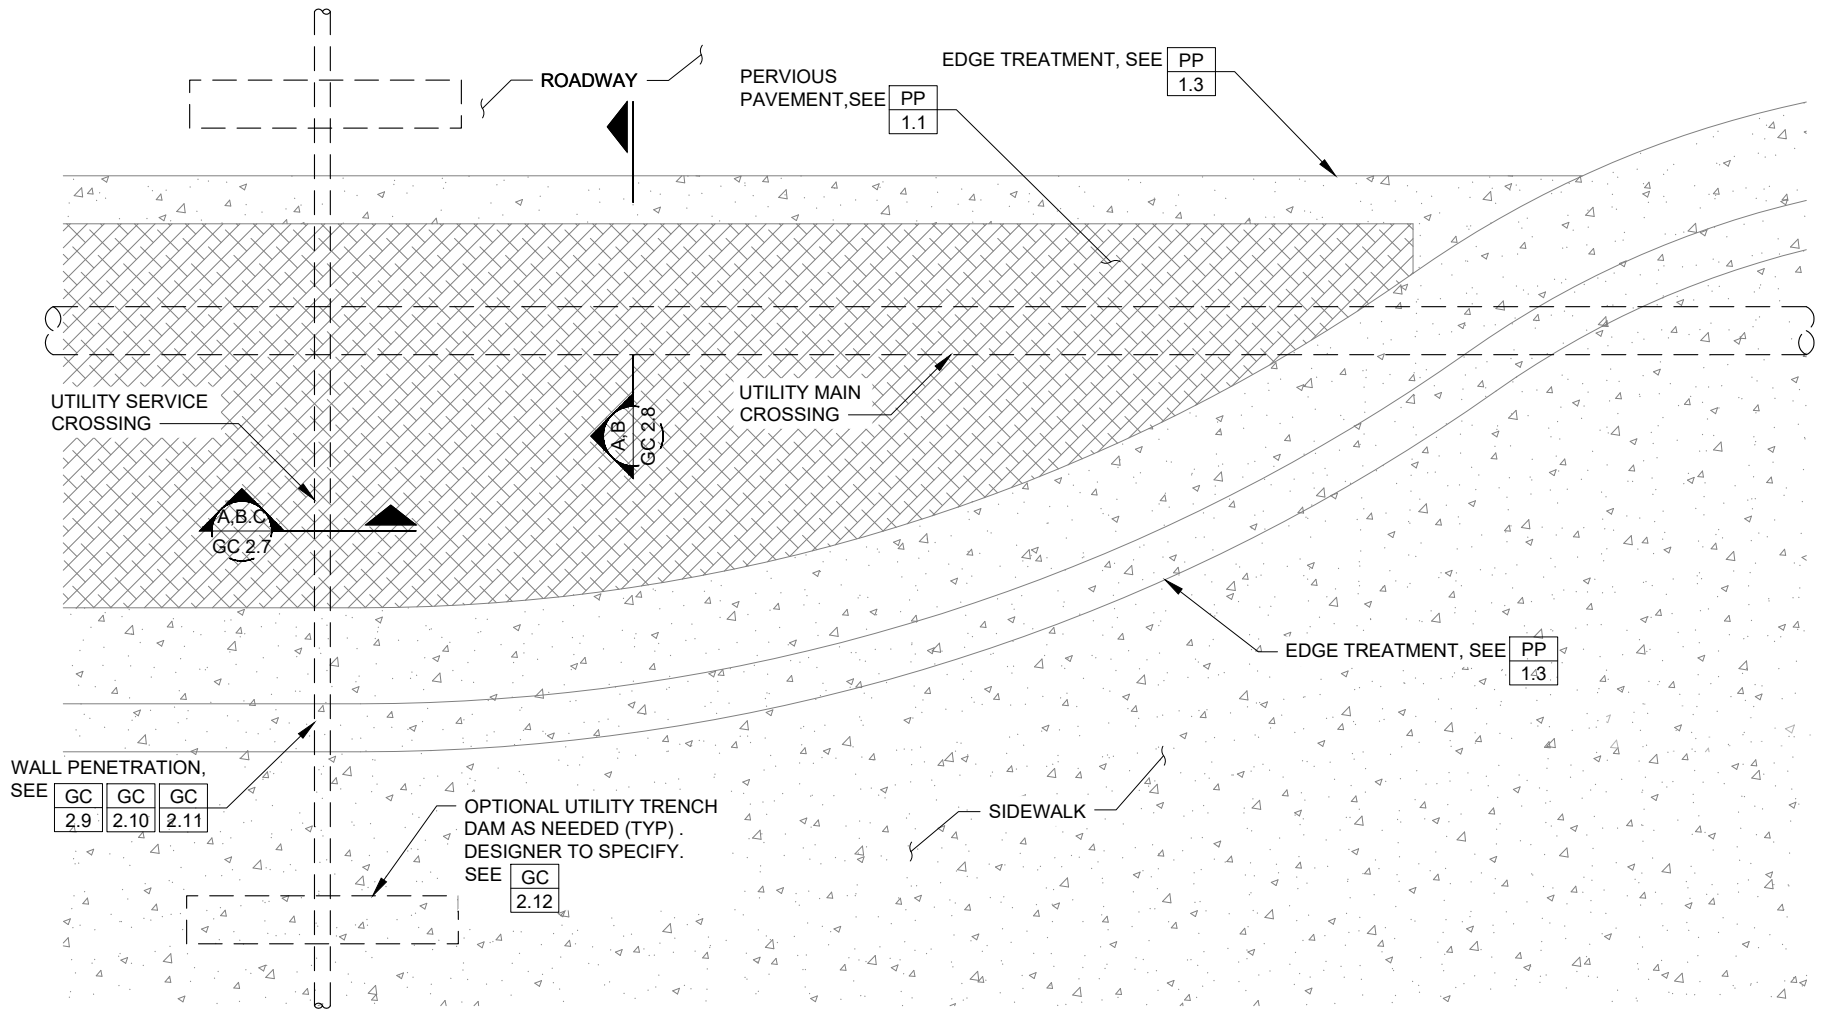 ROADWAY
EDGE TREATMENT, SEE PP
1.3
PERVIOUS
PAVEMENT,SEE PP
1.1
UTILITY SERVICE
CROSSING
UTILITY MAIN
CROSSING
A,B
GC 2.8
A,B.C
GC 2.7
EDGE TREATMENT, SEE PP
1.3
WALL PENETRATION,
SEE GC GC GC
2.9 2.10 2.11
OPTIONAL UTILITY TRENCH
DAM AS NEEDED (TYP) .
DESIGNER TO SPECIFY.
SEE GC
2.12
SIDEWALK